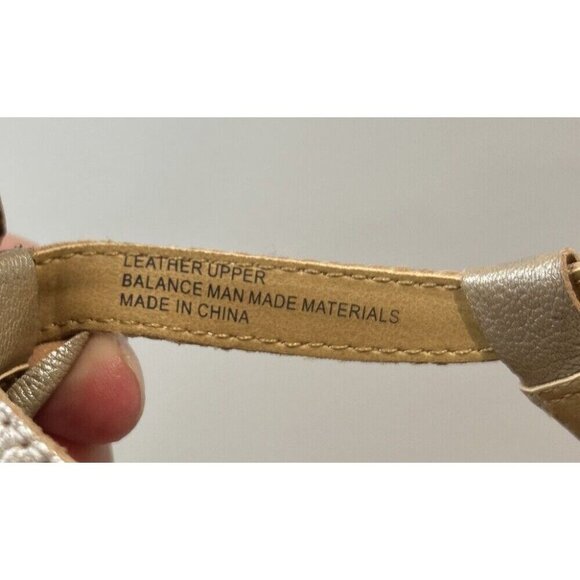 LEATHER UPPER
BALANCE MAN MADE MATERIALS
MADE IN CHINA